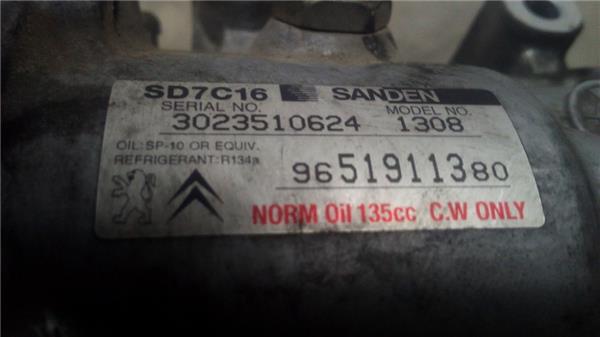 SD7C16 SANDEN
SERIAL NO. MODEL NO.
3023510624 1308
OIL:SP-10 OR EQUIV.
REFRIGERANT:R134a
9651911380
NORM Oil 135cc C.W ONLY